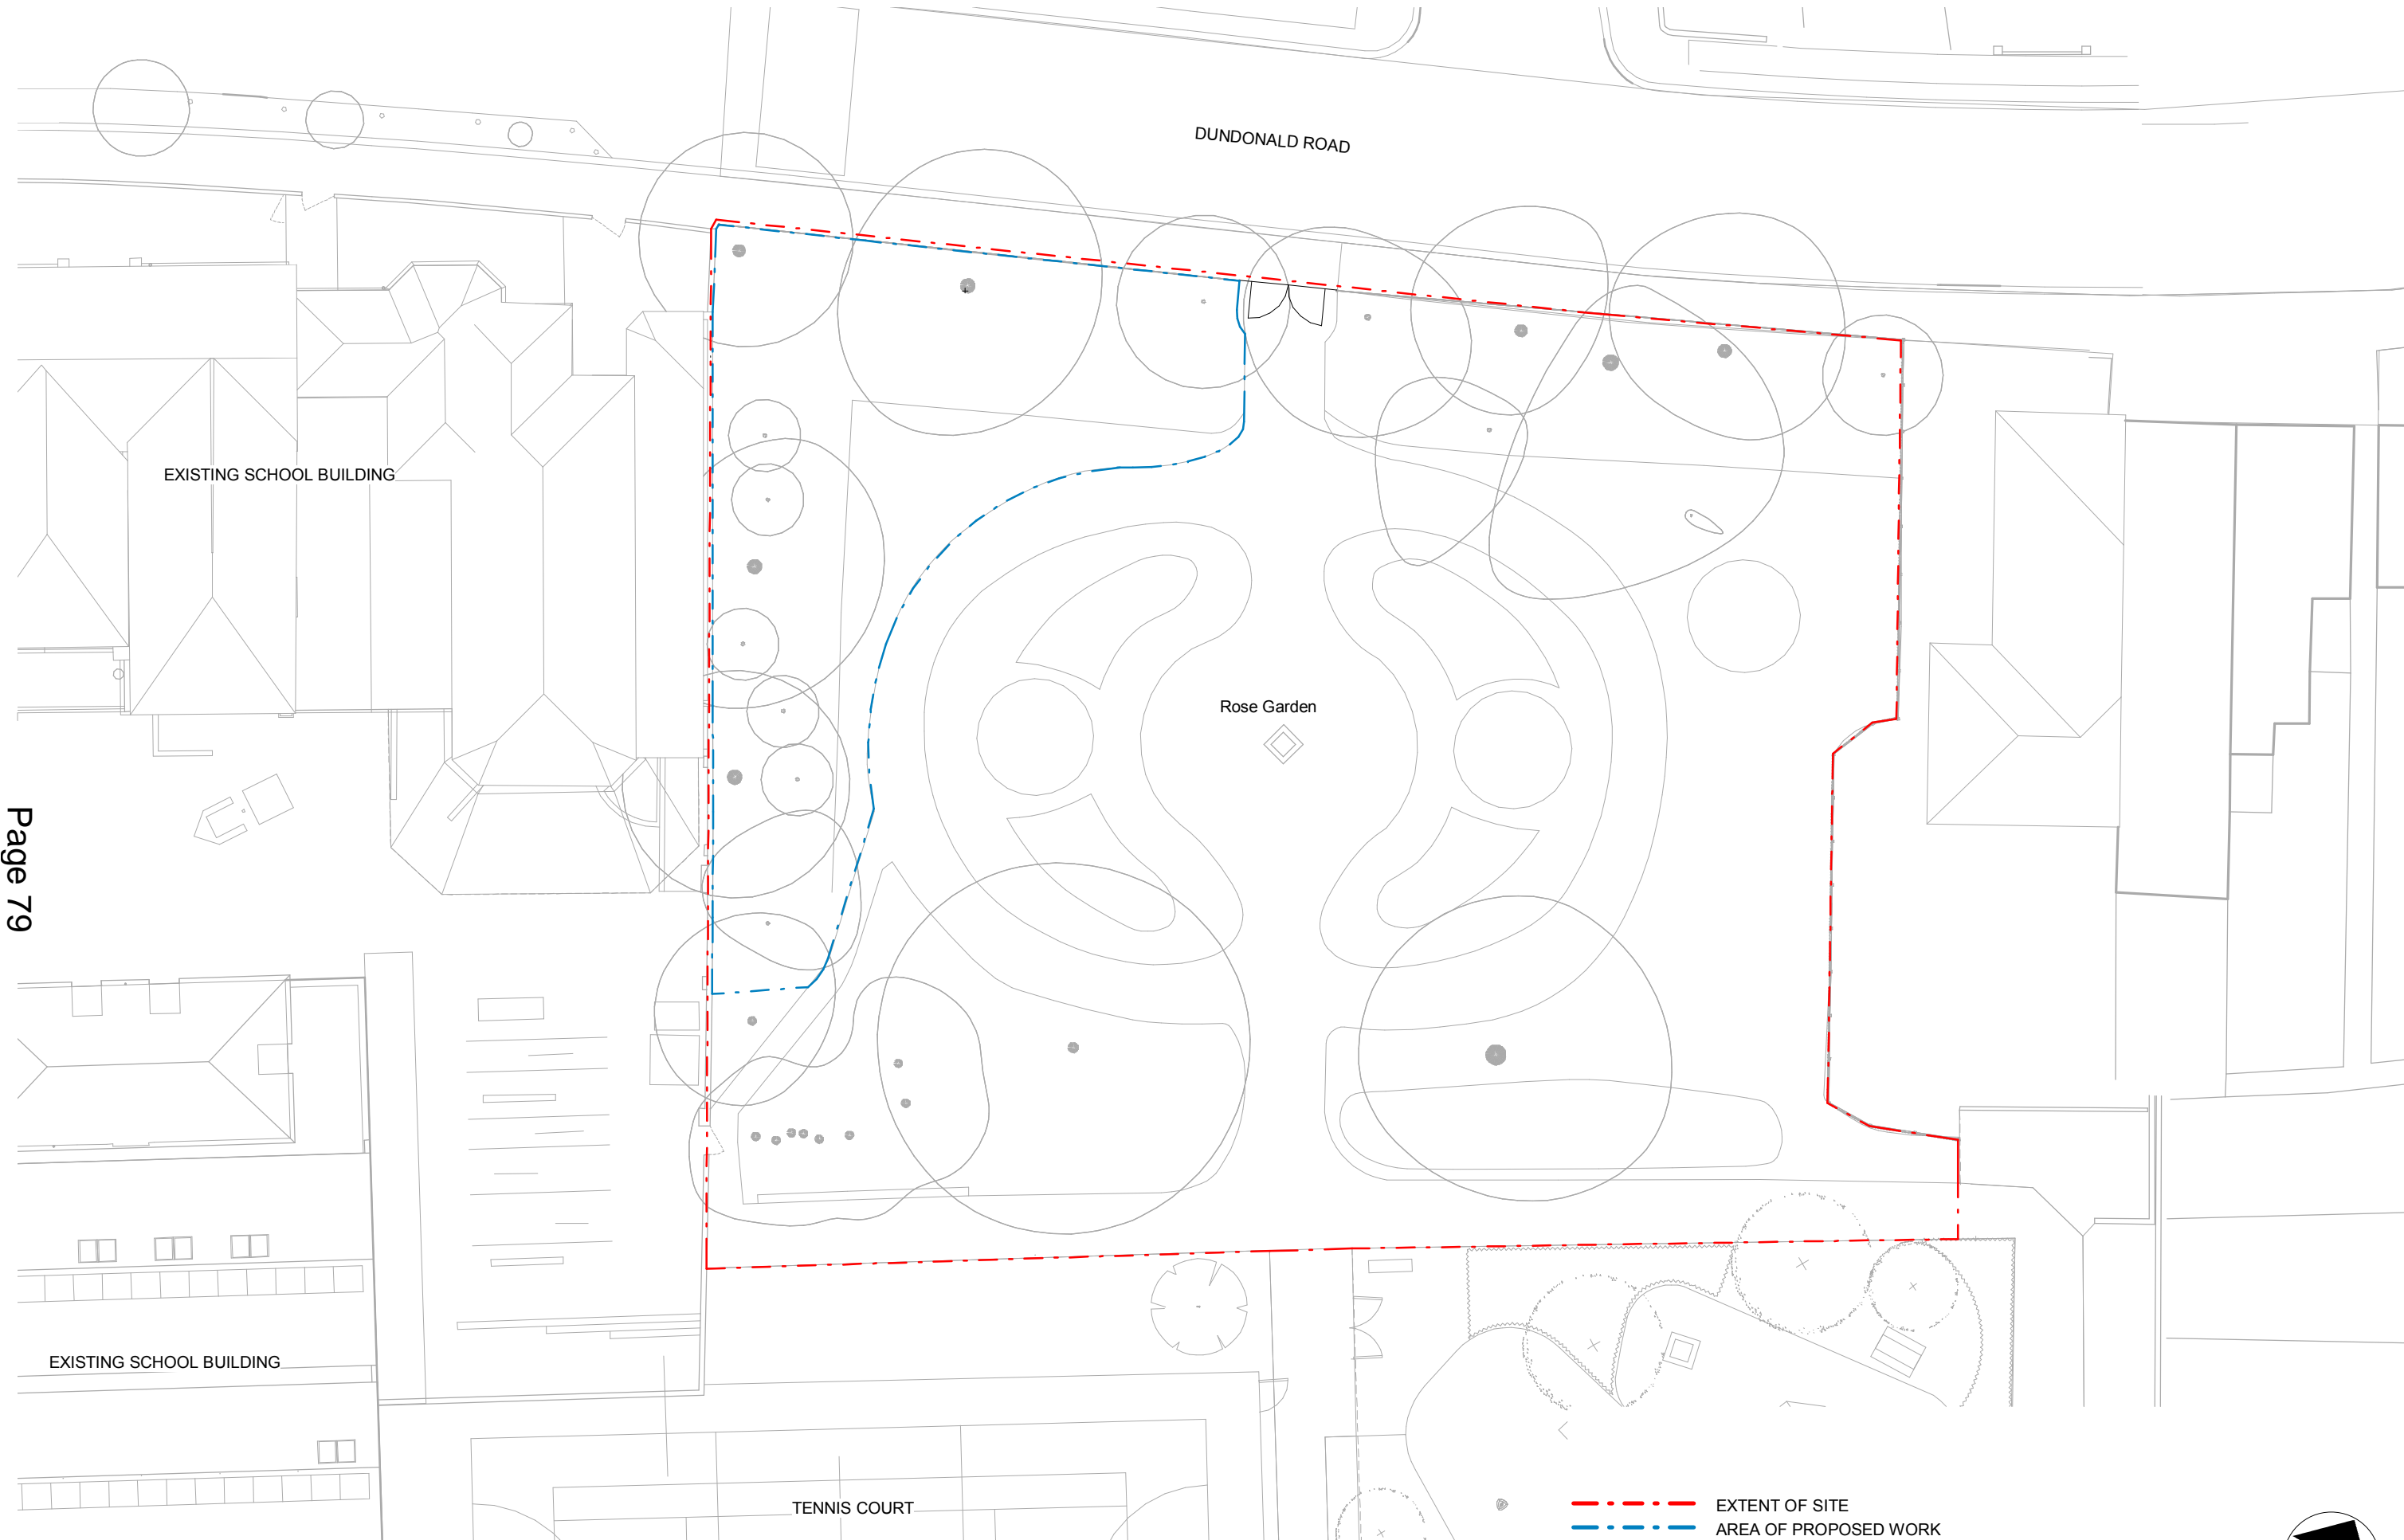 DUNDONALD ROAD
EXISTING SCHOOL BUILDING
Rose Garden
Page 79
EXISTING SCHOOL BUILDING
TENNIS COURT
EXTENT OF SITE
AREA OF PROPOSED WORK